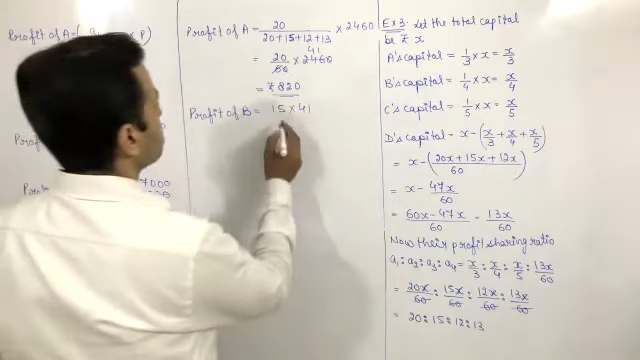 Profit of A = ( a₁ × P )
7000
Profit of A = 20 / 20+15+12+13 × 2460
= 20/60 × 2460 41
= ₹820
Profit of B = 15 × 41
Ex 3: Let the total capital
be ₹ x
A's capital = 1/3 × x = x/3
B's capital = 1/4 × x = x/4
C's capital = 1/5 × x = x/5
D's capital = x - (x/3 + x/4 + x/5)
= x - (20x + 15x + 12x / 60)
= x - 47x/60
= 60x - 47x / 60 = 13x/60
Now their profit sharing ratio
a₁ : a₂ : a₃ : a₄ = x/3 : x/4 : x/5 : 13x/60
= 20x/60 : 15x/60 : 12x/60 : 13x/60
= 20 : 15 : 12 : 13